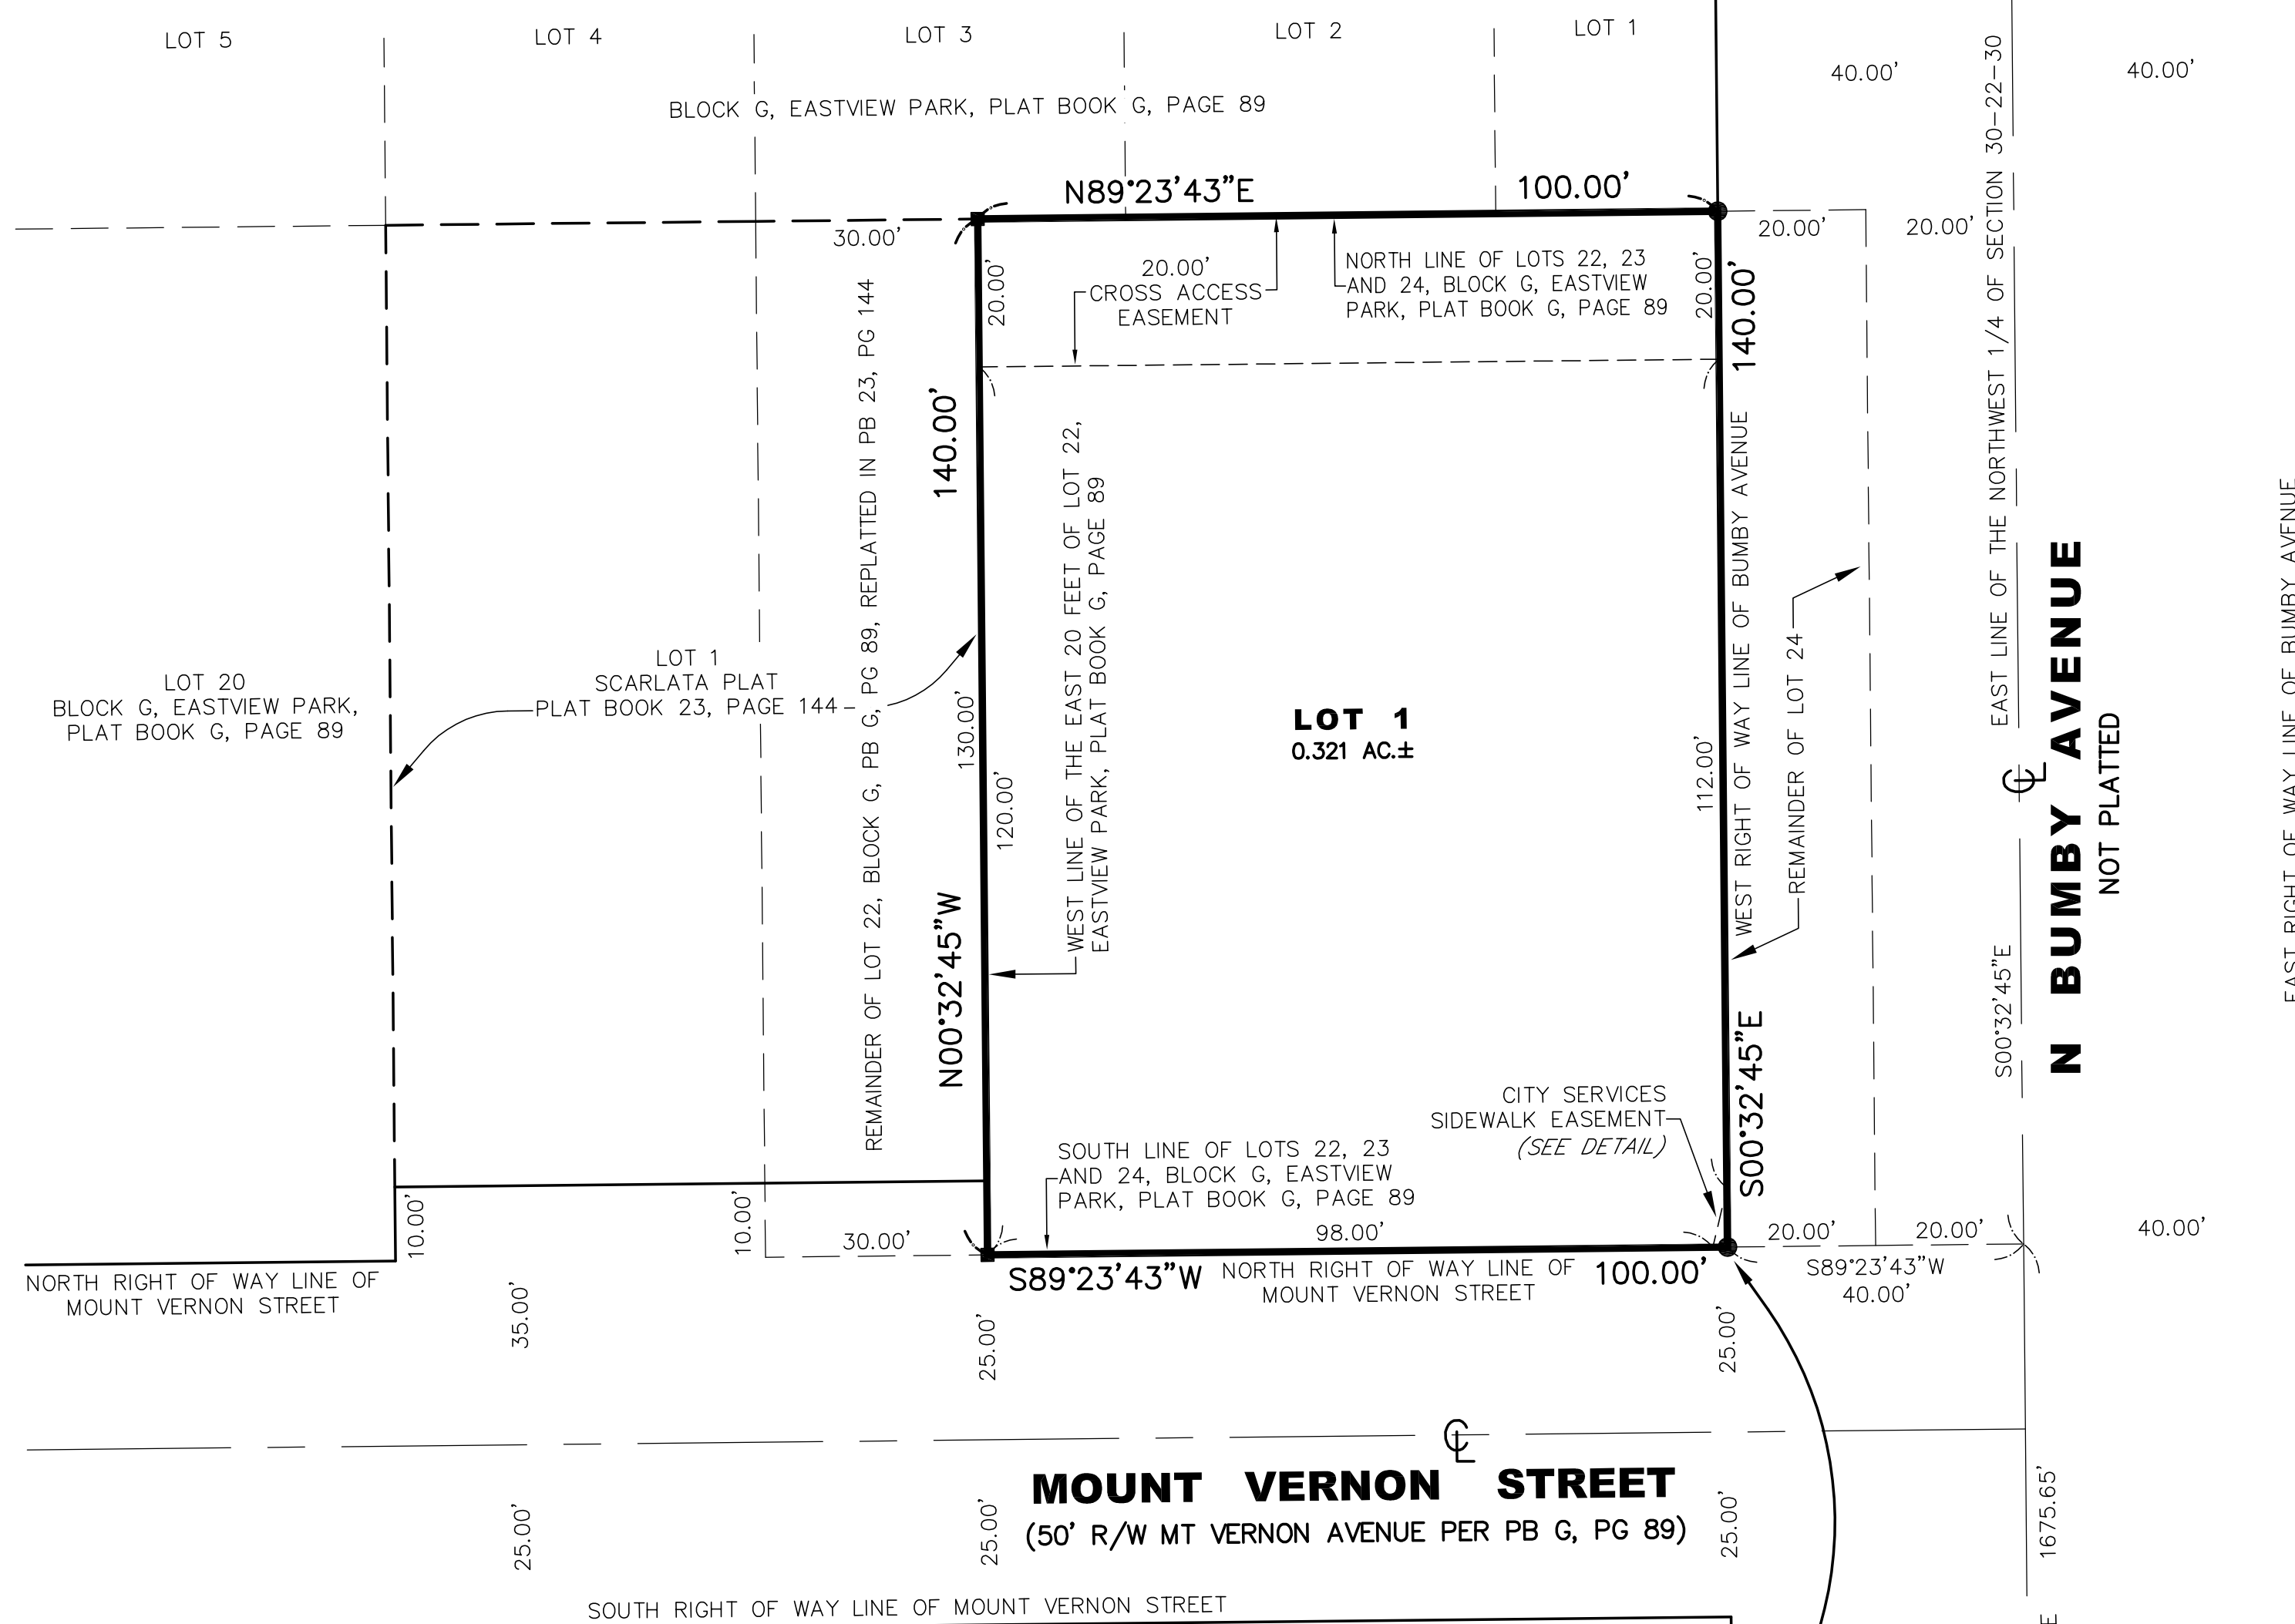 LOT 5
LOT 4
LOT 3
LOT 2
LOT 1
40.00'
40.00'
BLOCK G, EASTVIEW PARK, PLAT BOOK G, PAGE 89
EAST LINE OF THE NORTHWEST 1/4 OF SECTION 30-22-30
N89°23'43"E
100.00'
30.00'
20.00'
20.00'
20.00'
20.00'
CROSS ACCESS
EASEMENT
NORTH LINE OF LOTS 22, 23
AND 24, BLOCK G, EASTVIEW
PARK, PLAT BOOK G, PAGE 89
20.00'
140.00'
140.00'
REMAINDER OF LOT 22, BLOCK G, PB G, PG 89, REPLATTED IN PB 23, PG 144
WEST LINE OF THE EAST 20 FEET OF LOT 22,
EASTVIEW PARK, PLAT BOOK G, PAGE 89
WEST RIGHT OF WAY LINE OF BUMBY AVENUE
REMAINDER OF LOT 24
EAST RIGHT OF WAY LINE OF BUMBY AVENUE
N BUMBY AVENUE
NOT PLATTED
LOT 20
BLOCK G, EASTVIEW PARK,
PLAT BOOK G, PAGE 89
LOT 1
SCARLATA PLAT
PLAT BOOK 23, PAGE 144
130.00'
120.00'
LOT 1
0.321 AC.±
112.00'
CL
N00°32'45"W
S00°32'45"E
S00°32'45"E
CITY SERVICES
SIDEWALK EASEMENT
(SEE DETAIL)
SOUTH LINE OF LOTS 22, 23
AND 24, BLOCK G, EASTVIEW
PARK, PLAT BOOK G, PAGE 89
10.00'
10.00'
30.00'
98.00'
20.00'
20.00'
40.00'
NORTH RIGHT OF WAY LINE OF
MOUNT VERNON STREET
S89°23'43"W
NORTH RIGHT OF WAY LINE OF
MOUNT VERNON STREET
100.00'
S89°23'43"W
40.00'
35.00'
25.00'
25.00'
CL
MOUNT VERNON STREET
(50' R/W MT VERNON AVENUE PER PB G, PG 89)
25.00'
25.00'
25.00'
1675.65'
SOUTH RIGHT OF WAY LINE OF MOUNT VERNON STREET